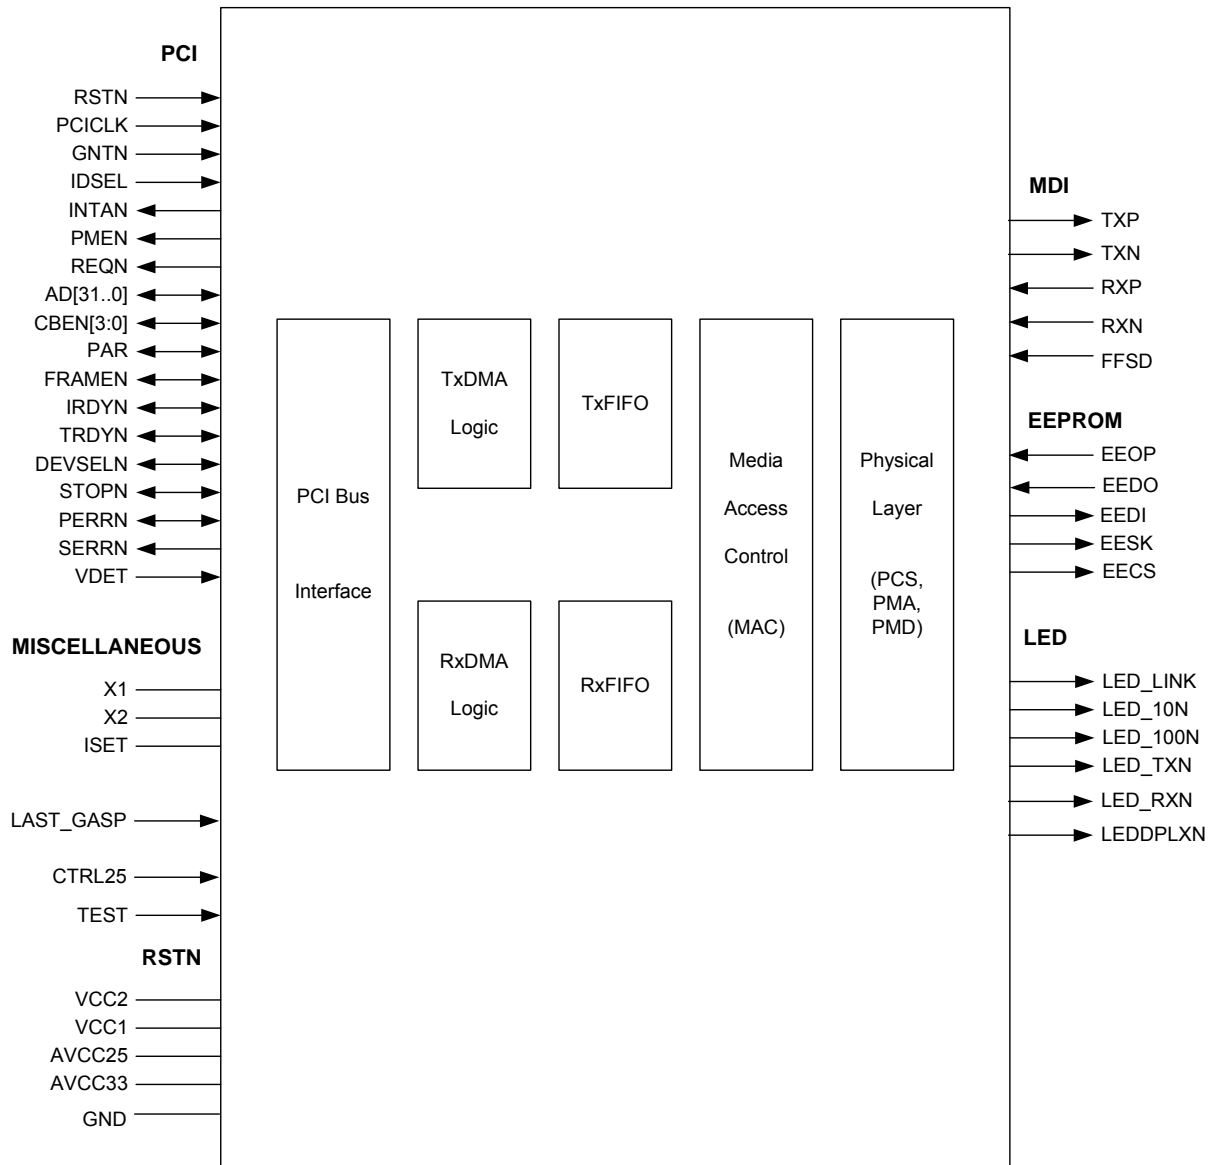 PCI
RSTN
PCICLK
GNTN
IDSEL
INTAN
PMEN
REQN
AD[31..0]
CBEN[3:0]
PAR
FRAMEN
IRDYN
TRDYN
DEVSELN
STOPN
PERRN
SERRN
VDET
MISCELLANEOUS
X1
X2
ISET
LAST_GASP
CTRL25
TEST
RSTN
VCC2
VCC1
AVCC25
AVCC33
GND
PCI Bus
Interface
TxDMA
Logic
TxFIFO
RxDMA
Logic
RxFIFO
Media
Access
Control
(MAC)
Physical
Layer
(PCS,
PMA,
PMD)
MDI
TXP
TXN
RXP
RXN
FFSD
EEPROM
EEOP
EEDO
EEDI
EESK
EECS
LED
LED_LINK
LED_10N
LED_100N
LED_TXN
LED_RXN
LEDDPLXN